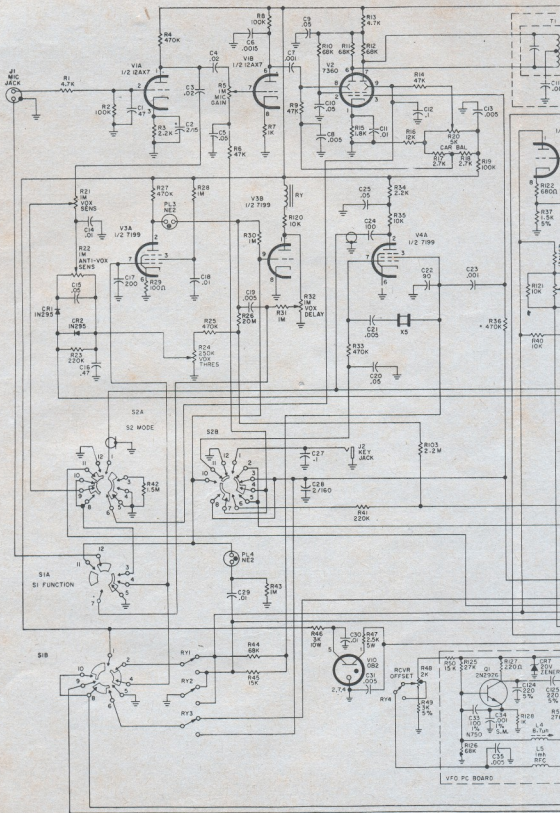 R4
470K
V1A
1/2 12AX7
C4
.02
R8
100K
C6
.0015
V1B
1/2 12AX7
C7
.001
C9
.05
R13
4.7K
R10
68K
R11
68K
R12
68K
V2
7360
J1
MIC
JACK
R1
4.7K
R2
100K
C1
47
C3
.02
R3
2.2K
C2
2/15
C5
.05
R5
1M
MIC
GAIN
R6
47K
R7
1K
R9
47K
C10
.05
C8
.005
R15
1.8K
C11
.01
R14
47K
C12
.1
R16
12K
R20
5K
CAR BAL
R17
2.7K
R18
2.7K
C13
.005
R19
100K
T1
R21
1M
VOX
SENS
C14
.01
R22
1M
ANTI-VOX
SENS
C15
.05
CR1
IN295
CR2
IN295
R23
220K
C16
.47
R27
470K
PL3
NE2
R28
1M
V3A
1/2 7199
C17
200
R29
100Ω
C18
.01
R25
470K
R24
250K
VOX
THRES
V3B
1/2 7199
RY
R120
10K
R30
1M
C19
.005
R26
20M
R31
1M
R32
1M
VOX
DELAY
C25
.05
R34
2.2K
C24
100
R35
10K
V4A
1/2 7199
C22
90
C23
.001
C21
.005
X5
R33
470K
C20
.05
R36
* 470K
R122
680Ω
R37
1.5K
5%
R121
10K
R40
10K
S2A
S2 MODE
R42
1.5M
S2B
C27
.1
J2
KEY
JACK
C28
2/160
R103
2.2M
R41
220K
S1A
S1 FUNCTION
PL4
NE2
C29
.01
R43
1M
S1B
RY1
RY2
RY3
R44
68K
R45
15K
R46
3K
10W
C30
.01
R47
2.5K
5W
V10
OB2
2,7,4
C31
.005
RCVR
OFFSET
RY4
R48
2K
R49
3K
5%
R50
15K
R125
27K
Q1
2N2926
R127
220Ω
CR7
20V
ZENER
C124
220
5%
C125
220
5%
C33
100
1%
N750
C34
.001
1%
S.M.
R128
1K
R126
68K
C35
.005
L4
L5
1mh
RFC
VFO PC BOARD